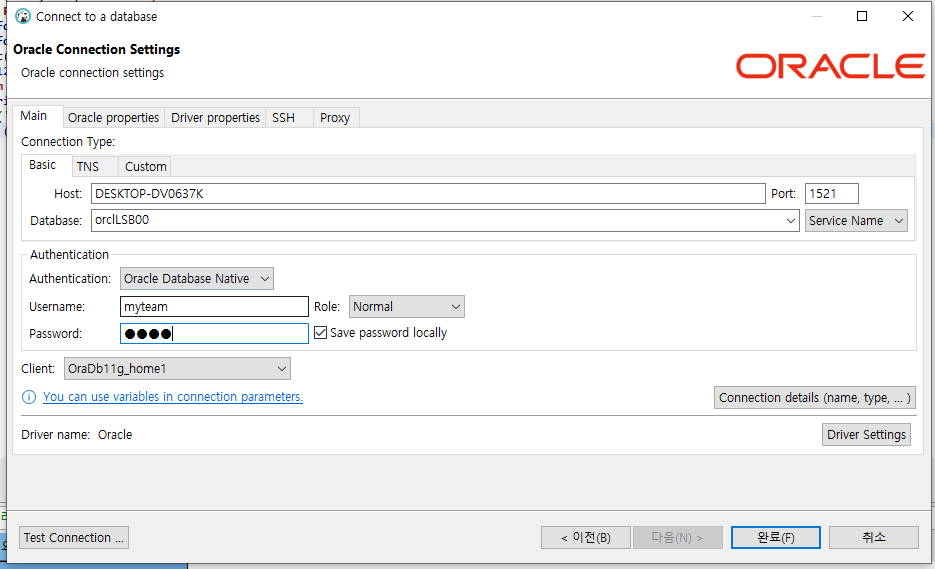 Connect to a database
Oracle Connection Settings
Oracle connection settings
ORACLE
Main Oracle properties Driver properties SSH Proxy
Connection Type:
Basic TNS Custom
Host: DESKTOP-DV0637K Port: 1521
Database: orclLSB00 Service Name
Authentication
Authentication: Oracle Database Native
Username: myteam Role: Normal
Password: ●●●● Save password locally
Client: OraDb11g_home1
You can use variables in connection parameters.
Connection details (name, type, ... )
Driver name: Oracle Driver Settings
Test Connection ... < 이전(B) 다음(N) > 완료(F) 취소